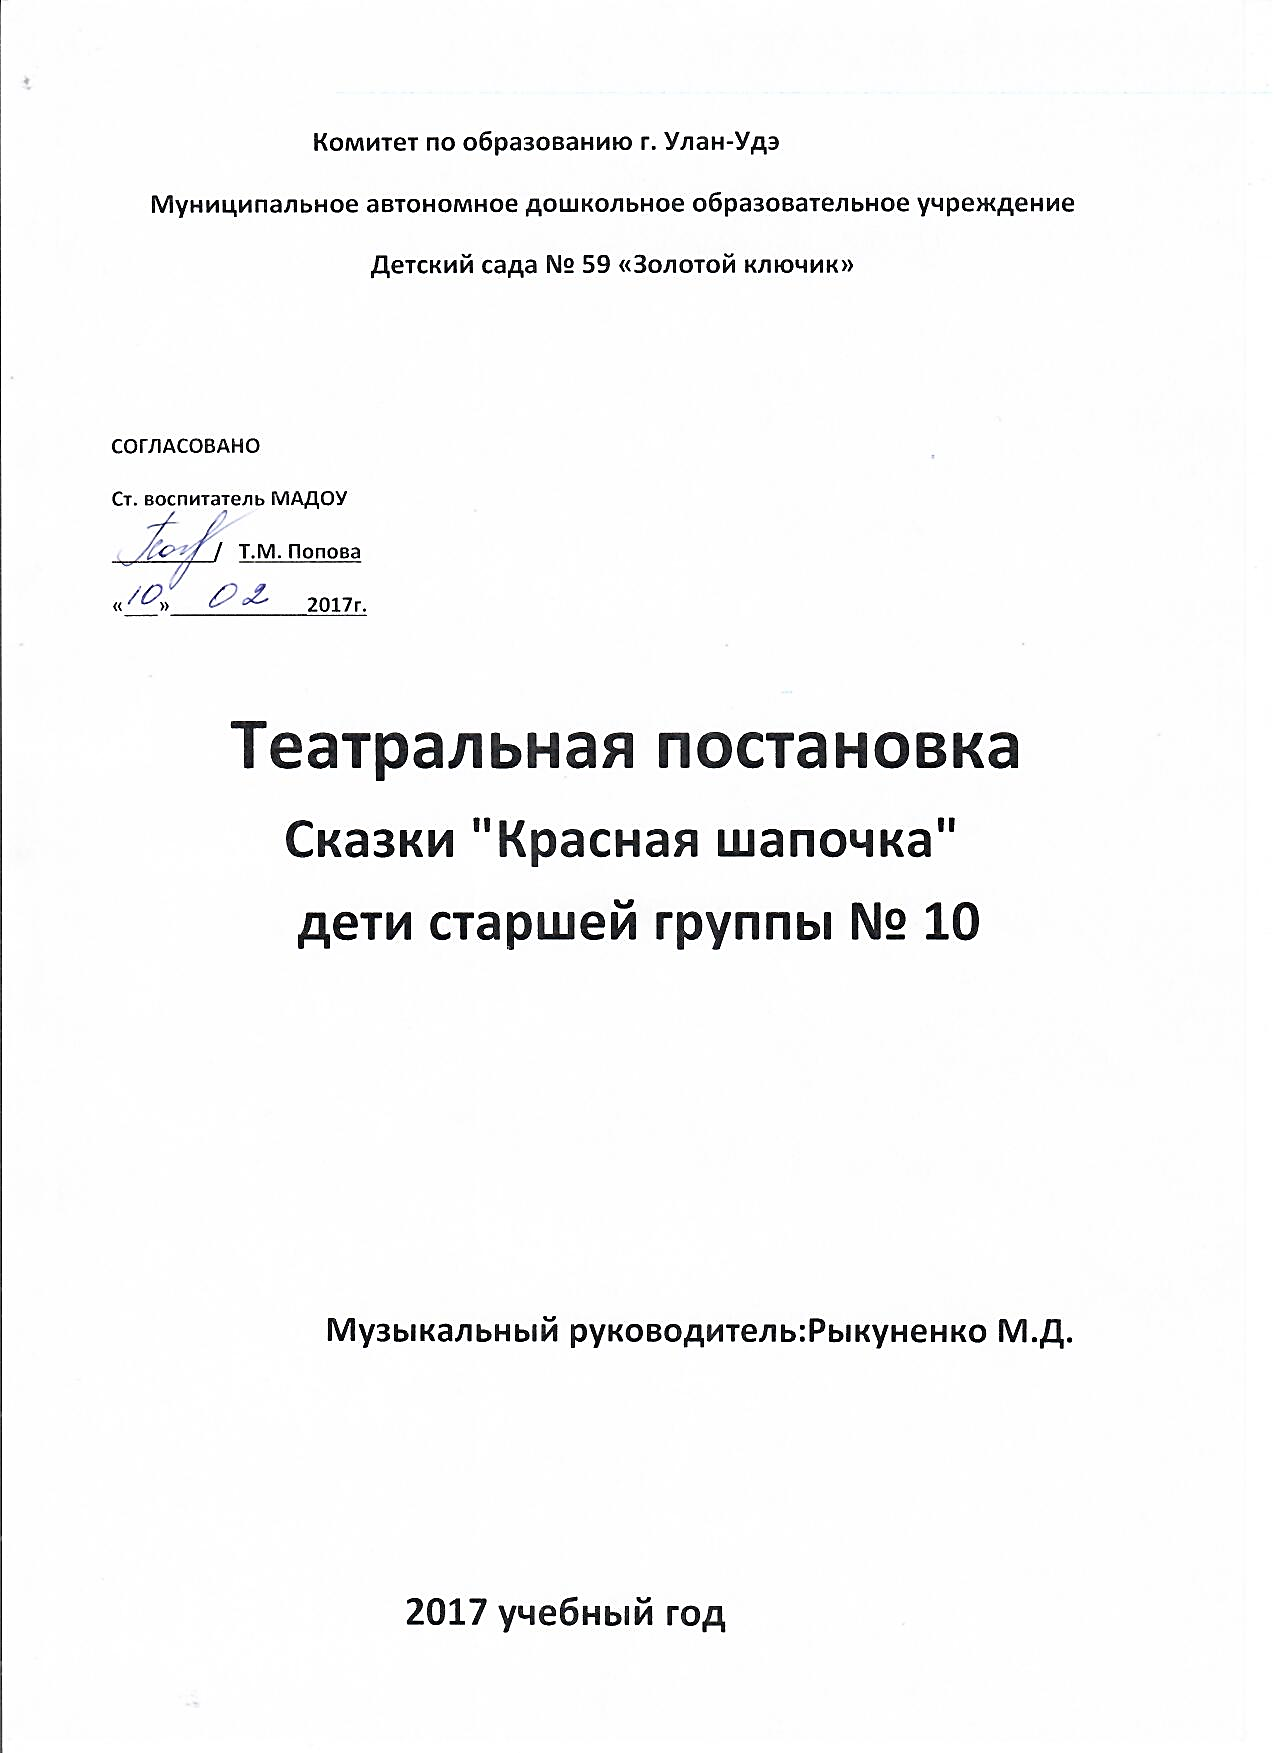 Комитет по образованию г. Улан-Удэ
Муниципальное автономное дошкольное образовательное учреждение
Детский сада № 59 «Золотой ключик»
СОГЛАСОВАНО
Ст. воспитатель МАДОУ
/ Т.М. Попова
«10» 02 2017г.
Театральная постановка
Сказки "Красная шапочка"
дети старшей группы № 10
Музыкальный руководитель:Рыкуненко М.Д.
2017 учебный год